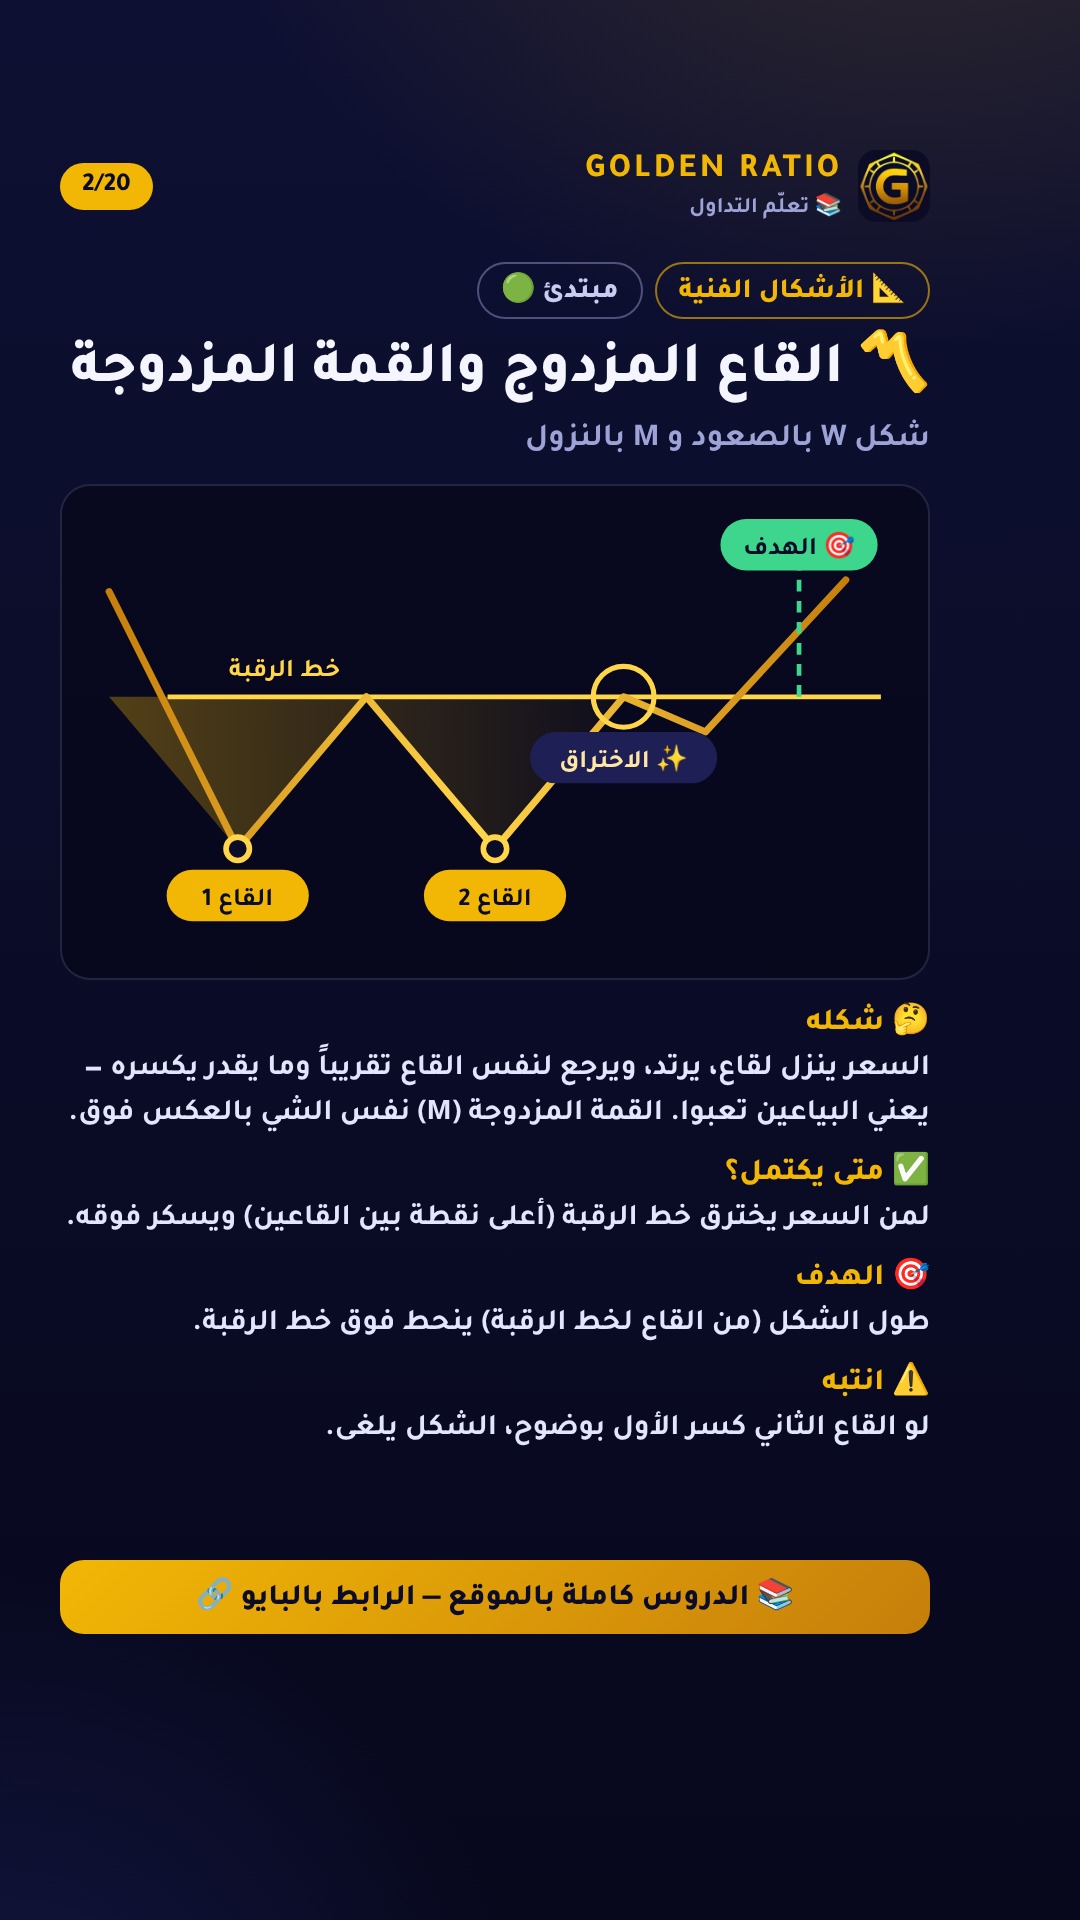 GOLDEN RATIO
📚 تعلّم التداول
2/20
📐 الأشكال الفنية
مبتدئ 🟢
〽️ القاع المزدوج والقمة المزدوجة
شكل W بالصعود و M بالنزول
🎯 الهدف
خط الرقبة
✨ الاختراق
القاع 1
القاع 2
🤔 شكله
السعر ينزل لقاع، يرتد، ويرجع لنفس القاع تقريباً وما يقدر يكسره —
يعني البياعين تعبوا. القمة المزدوجة (M) نفس الشي بالعكس فوق.
✅ متى يكتمل؟
لمن السعر يخترق خط الرقبة (أعلى نقطة بين القاعين) ويسكر فوقه.
🎯 الهدف
طول الشكل (من القاع لخط الرقبة) ينحط فوق خط الرقبة.
⚠️ انتبه
لو القاع الثاني كسر الأول بوضوح، الشكل يلغى.
📚 الدروس كاملة بالموقع — الرابط بالبايو 🔗